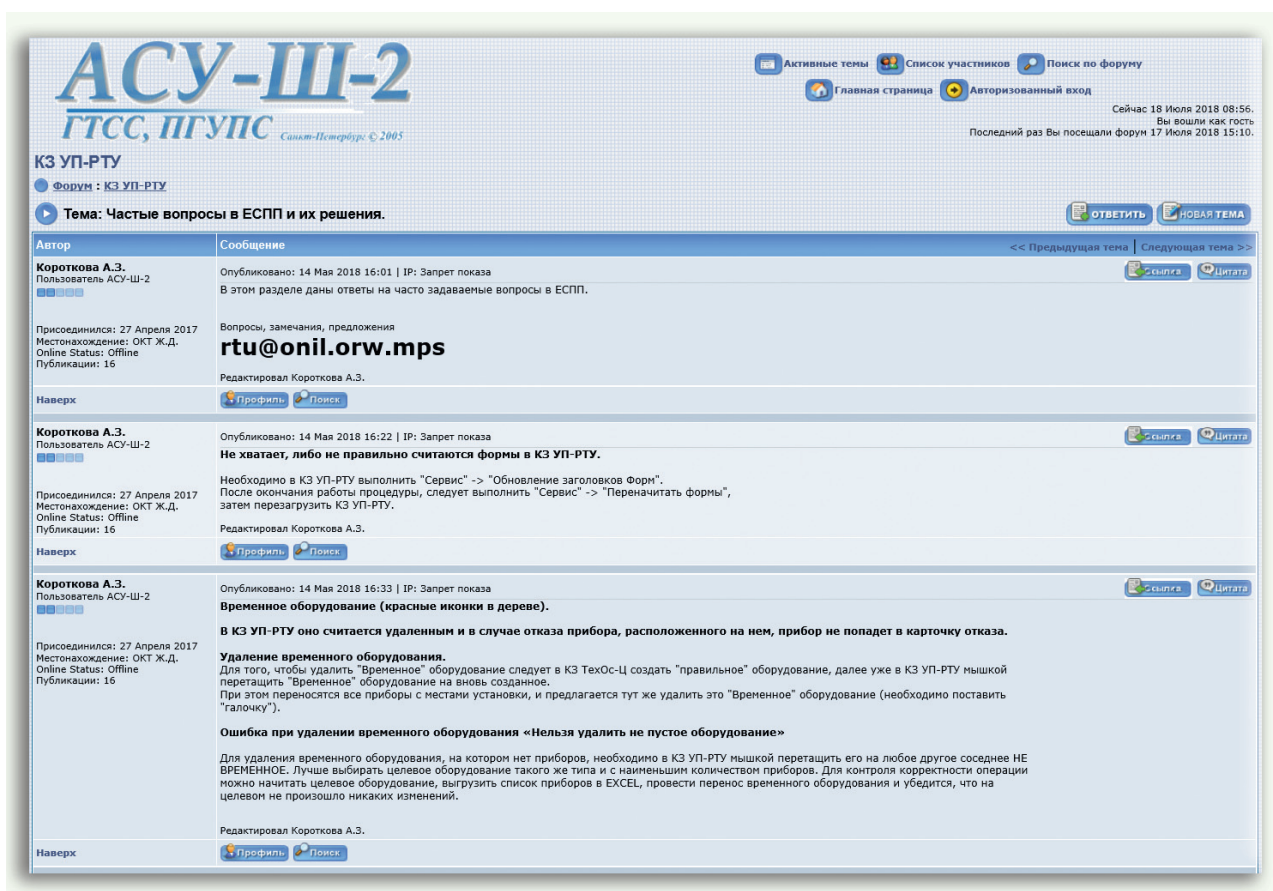 АСУ-Ш-2
ГТСС, ПГУПС Санкт-Петербург © 2005
Активные темы Список участников Поиск по форуму
Главная страница Авторизованный вход
Сейчас 18 Июля 2018 08:56.
Вы вошли как гость
Последний раз Вы посещали форум 17 Июля 2018 15:10.
КЗ УП-РТУ
Форум : КЗ УП-РТУ
Тема: Частые вопросы в ЕСПП и их решения.
ОТВЕТИТЬ НОВАЯ ТЕМА
Автор Сообщение << Предыдущая тема | Следующая тема >>
Короткова А.З.
Пользователь АСУ-Ш-2
Опубликовано: 14 Мая 2018 16:01 | IP: Запрет показа
Ссылка Цитата
В этом разделе даны ответы на часто задаваемые вопросы в ЕСПП.
Присоединился: 27 Апреля 2017
Местонахождение: ОКТ Ж.Д.
Online Status: Offline
Публикации: 16
Вопросы, замечания, предложения
rtu@onil.orw.mps
Редактировал Короткова А.З.
Наверх Профиль Поиск
Короткова А.З.
Пользователь АСУ-Ш-2
Опубликовано: 14 Мая 2018 16:22 | IP: Запрет показа
Ссылка Цитата
Не хватает, либо не правильно считаются формы в КЗ УП-РТУ.
Присоединился: 27 Апреля 2017
Местонахождение: ОКТ Ж.Д.
Online Status: Offline
Публикации: 16
Необходимо в КЗ УП-РТУ выполнить "Сервис" -> "Обновление заголовков Форм".
После окончания работы процедуры, следует выполнить "Сервис" -> "Переначитать формы",
затем перезагрузить КЗ УП-РТУ.
Редактировал Короткова А.З.
Наверх Профиль Поиск
Короткова А.З.
Пользователь АСУ-Ш-2
Опубликовано: 14 Мая 2018 16:33 | IP: Запрет показа
Ссылка Цитата
Временное оборудование (красные иконки в дереве).
Присоединился: 27 Апреля 2017
Местонахождение: ОКТ Ж.Д.
Online Status: Offline
Публикации: 16
В КЗ УП-РТУ оно считается удаленным и в случае отказа прибора, расположенного на нем, прибор не попадет в карточку отказа.
Удаление временного оборудования.
Для того, чтобы удалить "Временное" оборудование следует в КЗ ТехОс-Ц создать "правильное" оборудование, далее уже в КЗ УП-РТУ мышкой
перетащить "Временное" оборудование на вновь созданное.
При этом переносятся все приборы с местами установки, и предлагается тут же удалить это "Временное" оборудование (необходимо поставить
"галочку").
Ошибка при удалении временного оборудования «Нельзя удалить не пустое оборудование»
Для удаления временного оборудования, на котором нет приборов, необходимо в КЗ УП-РТУ мышкой перетащить его на любое другое соседнее НЕ
ВРЕМЕННОЕ. Лучше выбирать целевое оборудование такого же типа и с наименьшим количеством приборов. Для контроля корректности операции
можно начитать целевое оборудование, выгрузить список приборов в EXCEL, провести перенос временного оборудования и убедится, что на
целевом не произошло никаких изменений.
Редактировал Короткова А.З.
Наверх Профиль Поиск